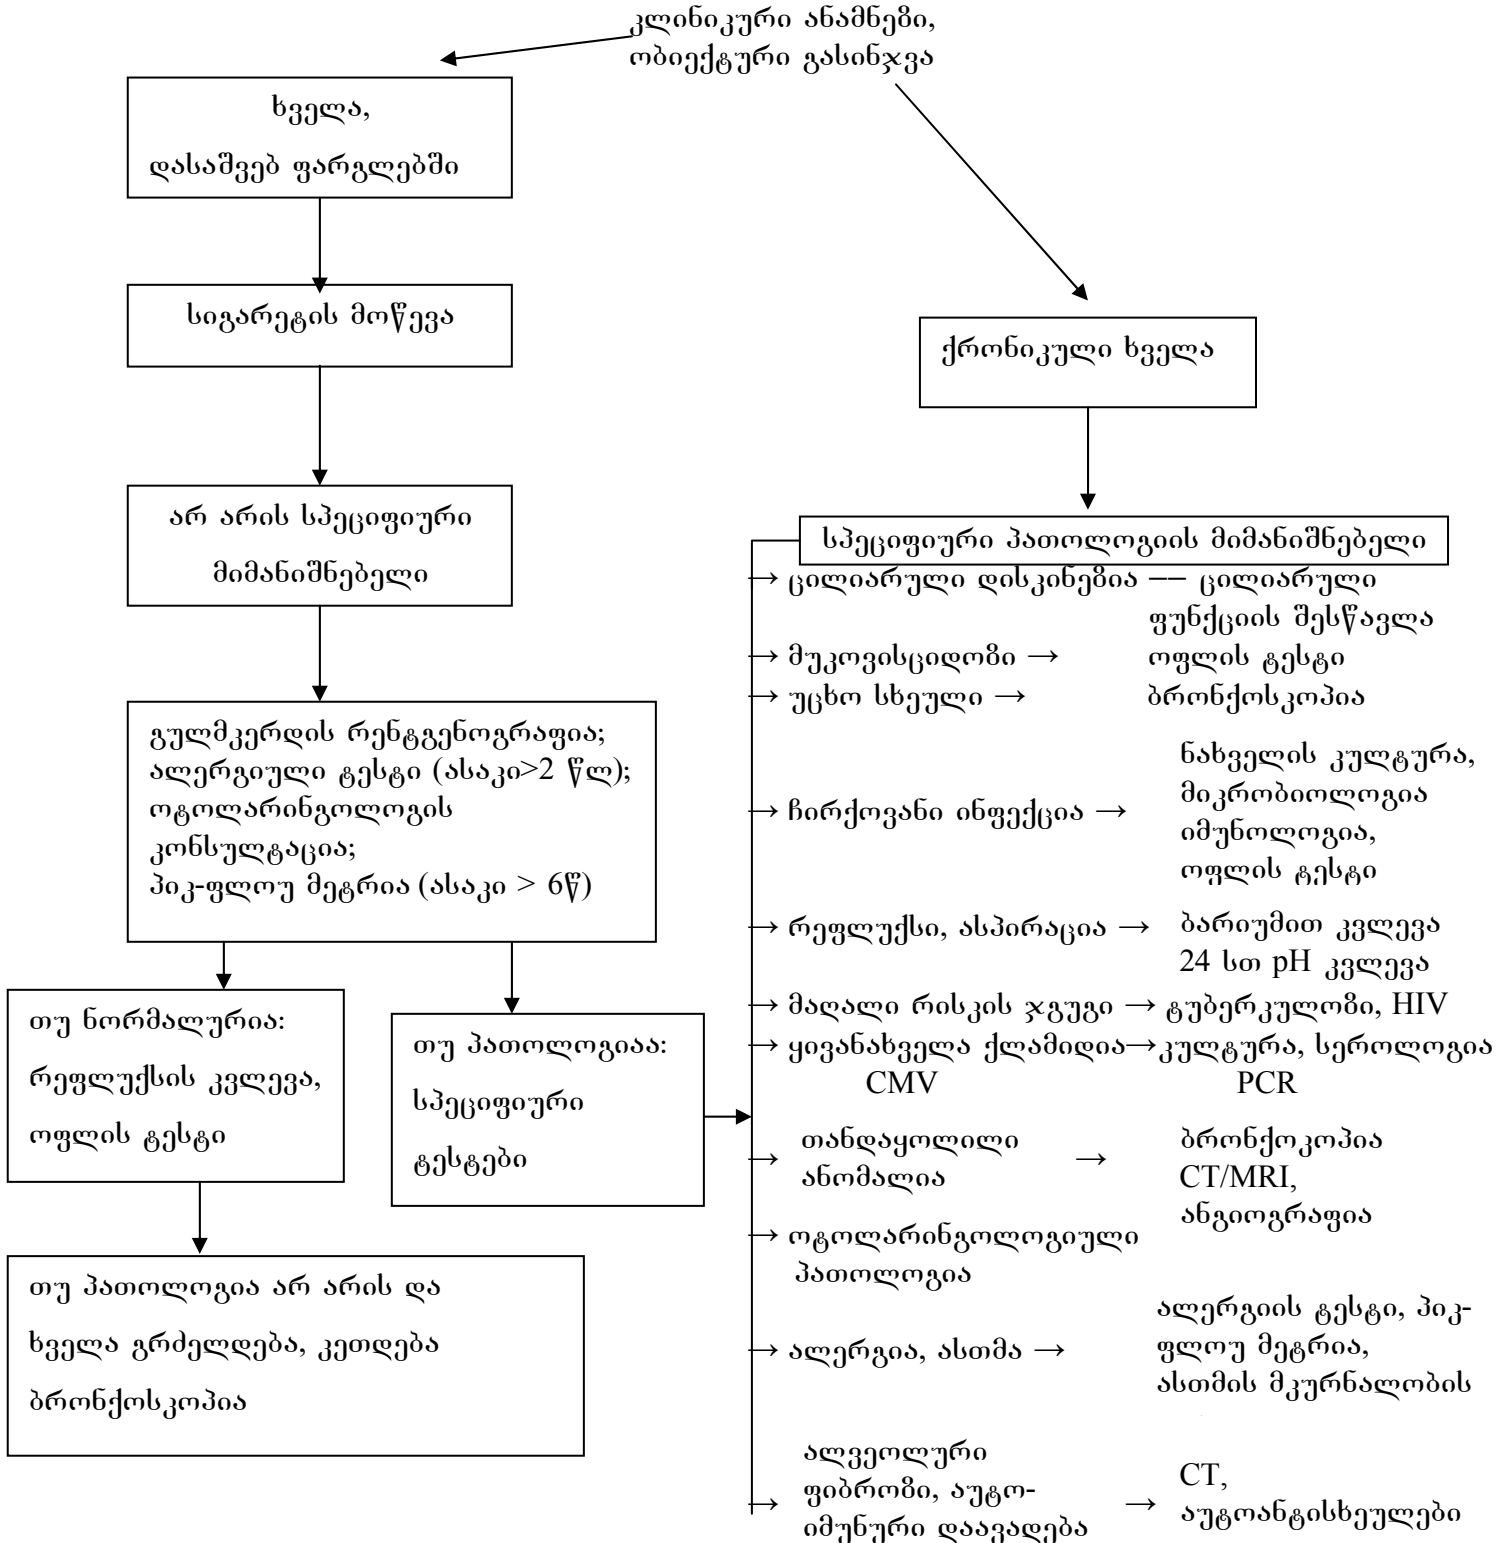 კლინიკური ანამნეზი,
ობიექტური გასინჯვა
ხველა,
დასაშვებ ფარგლებში
სიგარეტის მოწევა
არ არის სპეციფიური
მიმანიშნებელი
გულმკერდის რენტგენოგრაფია;
ალერგიული ტესტი (ასაკი>2 წლ);
ოტოლარინგოლოგის
კონსულტაცია;
პიკ-ფლოუ მეტრია (ასაკი > 6წ)
თუ ნორმალურია:
რეფლუქსის კვლევა,
ოფლის ტესტი
თუ პათოლოგიაა:
სპეციფიური
ტესტები
თუ პათოლოგია არ არის და
ხველა გრძელდება, კეთდება
ბრონქოსკოპია
ქრონიკული ხველა
სპეციფიური პათოლოგიის მიმანიშნებელი
→ ცილიარული დისკინეზია –– ცილიარული
ფუნქციის შესწავლა
→ მუკოვისციდოზი → ოფლის ტესტი
→ უცხო სხეული → ბრონქოსკოპია
ნახველის კულტურა,
→ ჩირქოვანი ინფექცია → მიკრობიოლოგია
იმუნოლოგია,
ოფლის ტესტი
→ რეფლუქსი, ასპირაცია → ბარიუმით კვლევა
24 სთ pH კვლევა
→ მაღალი რისკის ჯგუგი → ტუბერკულოზი, HIV
→ ყივანახველა ქლამიდია→კულტურა, სეროლოგია
CMV PCR
→ თანდაყოლილი → ბრონქოკოპია
ანომალია CT/MRI,
ანგიოგრაფია
→ ოტოლარინგოლოგიული
პათოლოგია
ალერგიის ტესტი, პიკ-
→ ალერგია, ასთმა → ფლოუ მეტრია,
ასთმის მკურნალობის
ალვეოლური
→ ფიბროზი, აუტო- → CT,
იმუნური დაავადება აუტოანტისხეულები